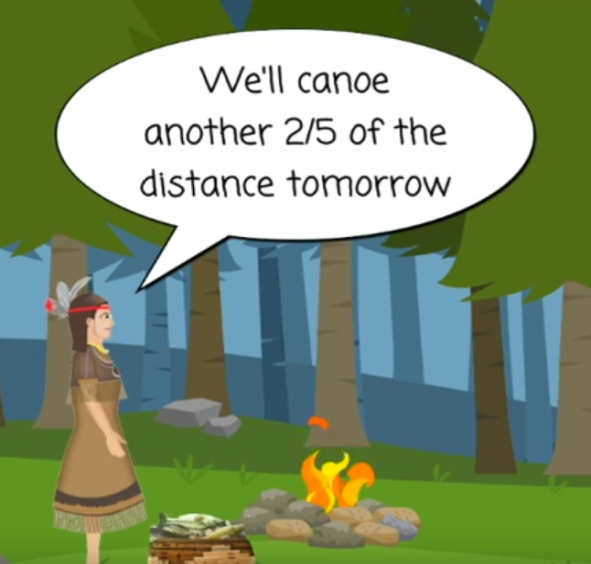 We'll canoe
another 2/5 of the
distance tomorrow